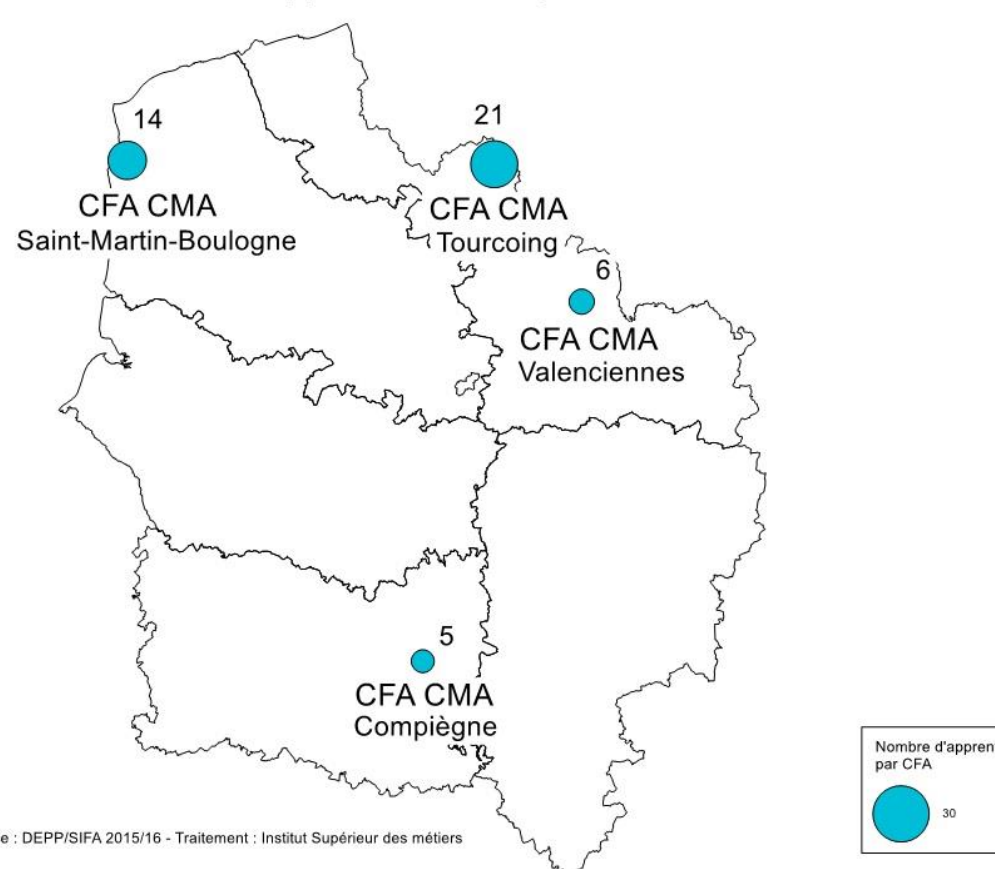 14
CFA CMA
Saint-Martin-Boulogne
21
CFA CMA
Tourcoing
6
CFA CMA
Valenciennes
5
CFA CMA
Compiègne
Nombre d'apprent
par CFA
30
e : DEPP/SIFA 2015/16 - Traitement : Institut Supérieur des métiers